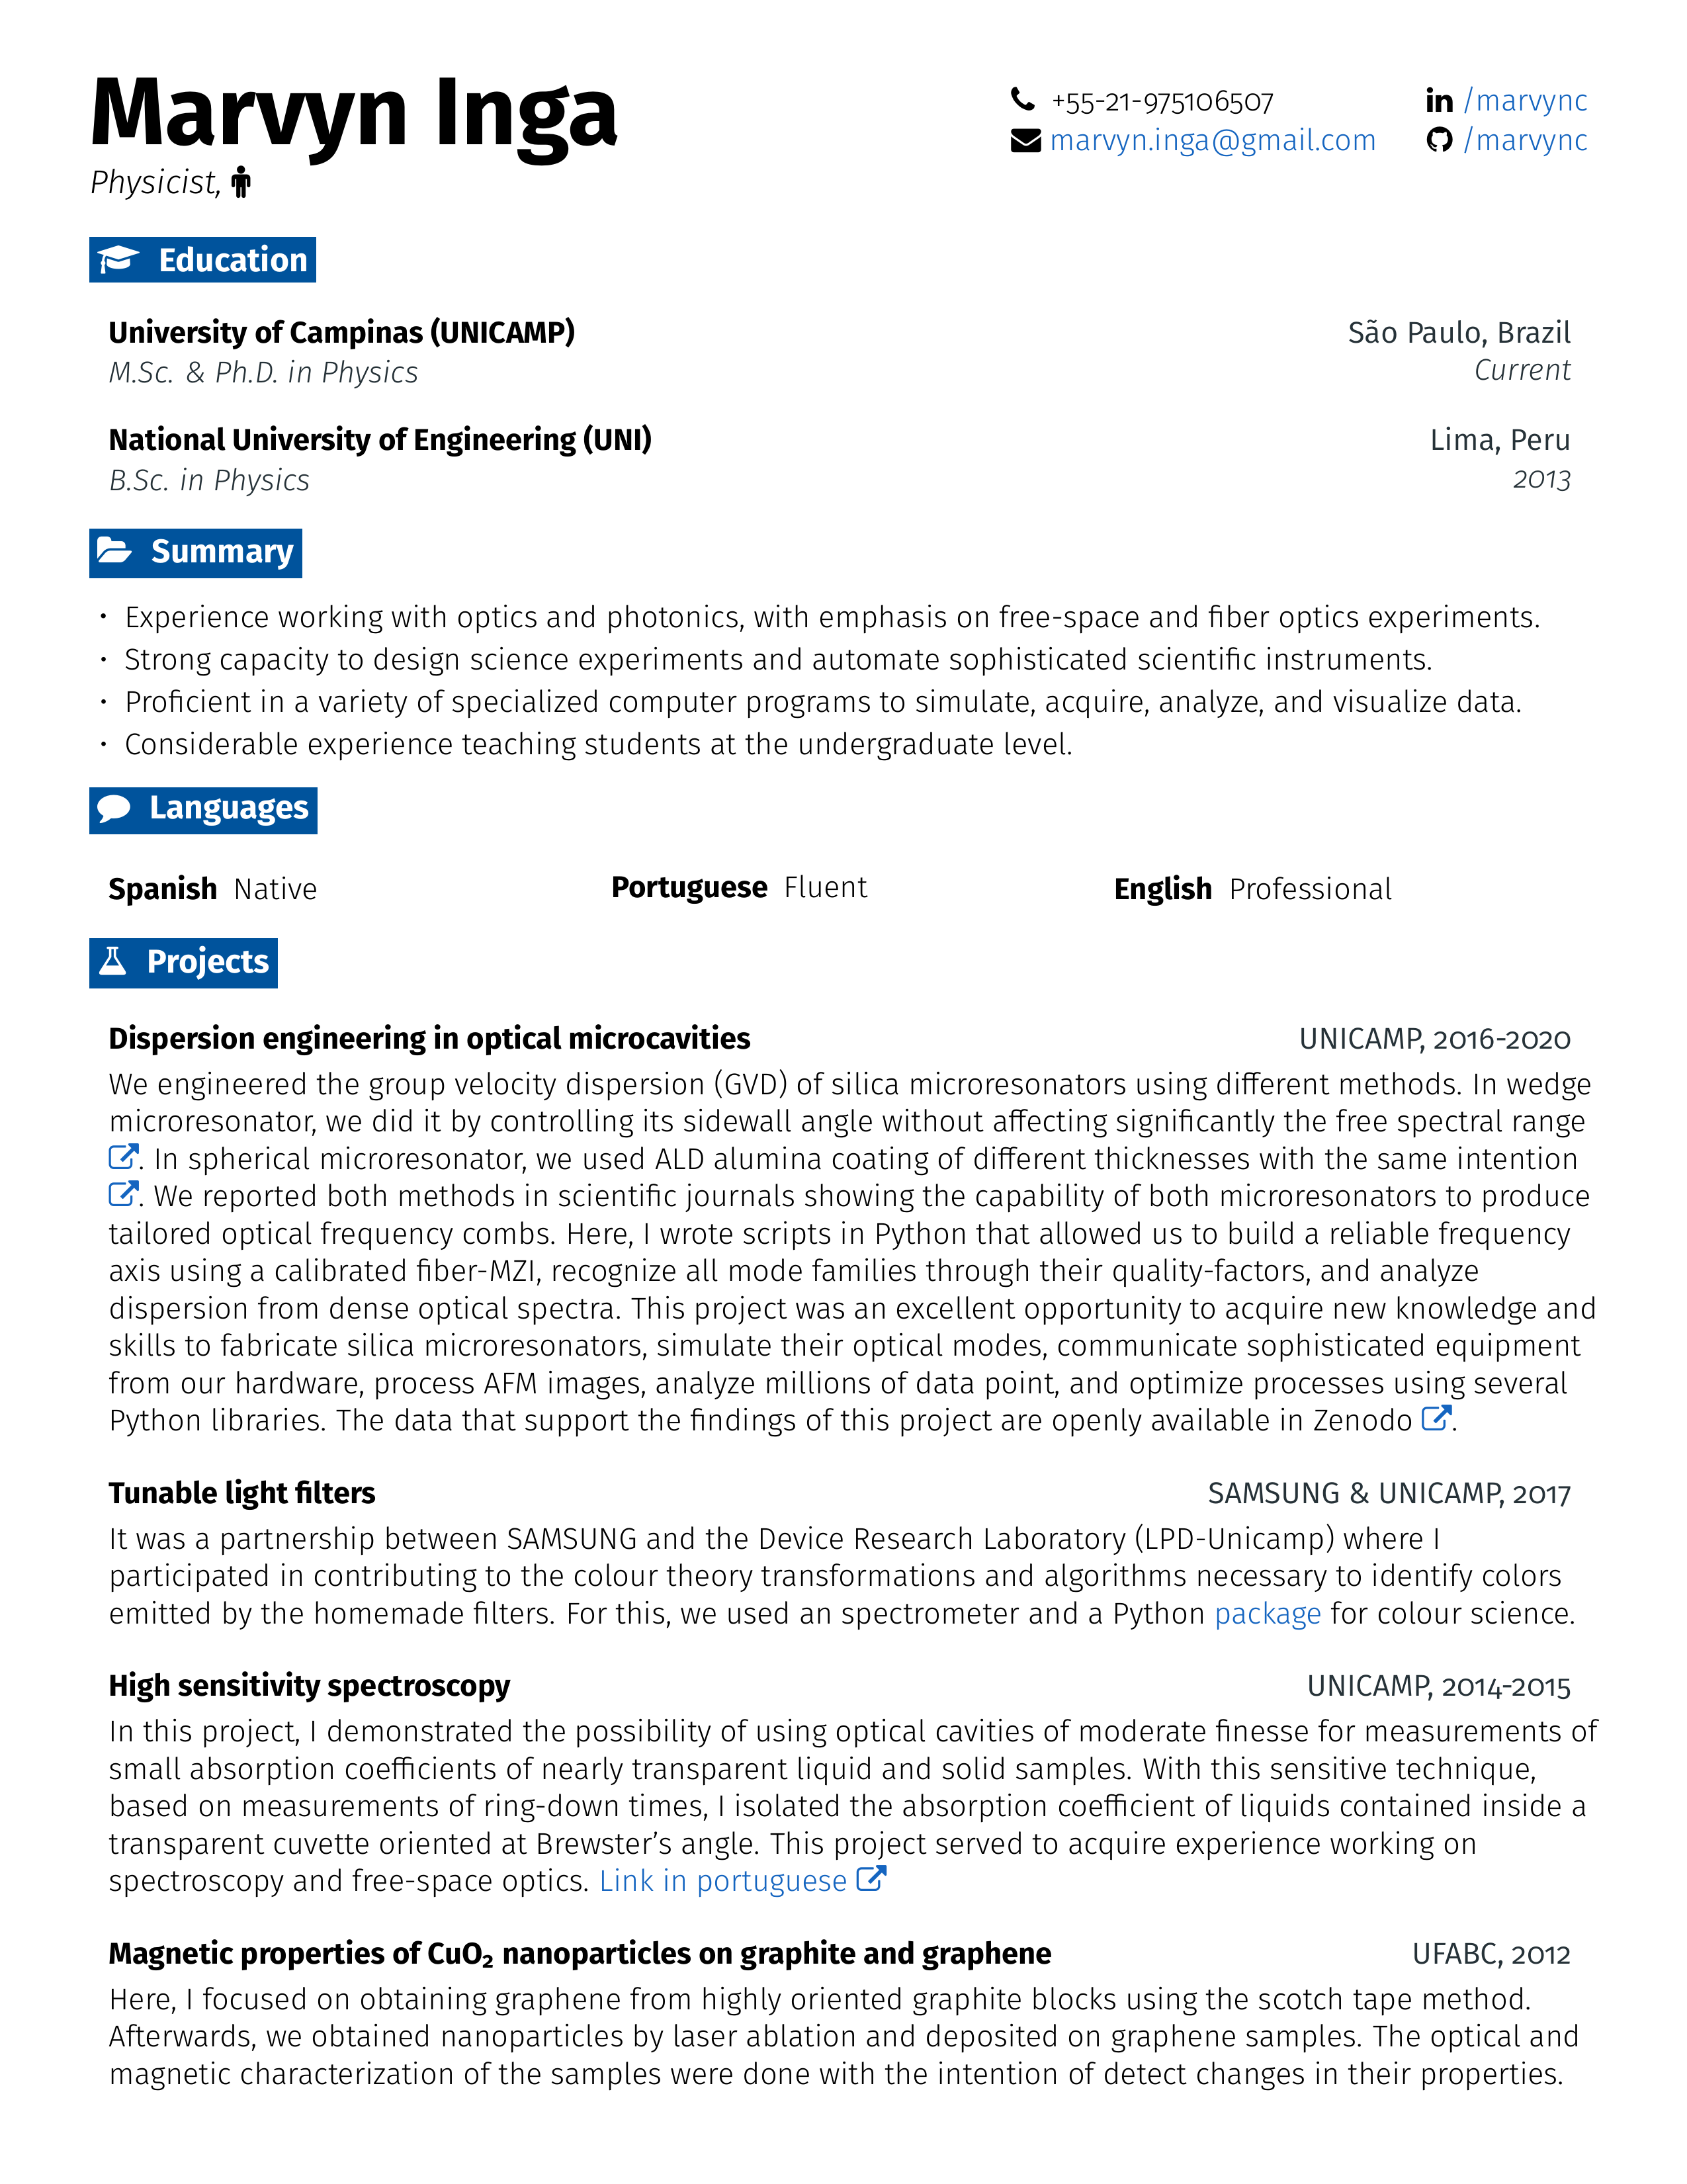 Marvyn Inga
Physicist,
+55-21-975106507
marvyn.inga@gmail.com
/marvync
/marvync
Education
University of Campinas (UNICAMP) São Paulo, Brazil
M.Sc. & Ph.D. in Physics Current
National University of Engineering (UNI) Lima, Peru
B.Sc. in Physics 2013
Summary
• Experience working with optics and photonics, with emphasis on free-space and fiber optics experiments.
• Strong capacity to design science experiments and automate sophisticated scientific instruments.
• Proficient in a variety of specialized computer programs to simulate, acquire, analyze, and visualize data.
• Considerable experience teaching students at the undergraduate level.
Languages
Spanish Native Portuguese Fluent English Professional
Projects
Dispersion engineering in optical microcavities UNICAMP, 2016-2020
We engineered the group velocity dispersion (GVD) of silica microresonators using different methods. In wedge
microresonator, we did it by controlling its sidewall angle without affecting significantly the free spectral range
. In spherical microresonator, we used ALD alumina coating of different thicknesses with the same intention
. We reported both methods in scientific journals showing the capability of both microresonators to produce
tailored optical frequency combs. Here, I wrote scripts in Python that allowed us to build a reliable frequency
axis using a calibrated fiber-MZI, recognize all mode families through their quality-factors, and analyze
dispersion from dense optical spectra. This project was an excellent opportunity to acquire new knowledge and
skills to fabricate silica microresonators, simulate their optical modes, communicate sophisticated equipment
from our hardware, process AFM images, analyze millions of data point, and optimize processes using several
Python libraries. The data that support the findings of this project are openly available in Zenodo .
Tunable light filters SAMSUNG & UNICAMP, 2017
It was a partnership between SAMSUNG and the Device Research Laboratory (LPD-Unicamp) where I
participated in contributing to the colour theory transformations and algorithms necessary to identify colors
emitted by the homemade filters. For this, we used an spectrometer and a Python package for colour science.
High sensitivity spectroscopy UNICAMP, 2014-2015
In this project, I demonstrated the possibility of using optical cavities of moderate finesse for measurements of
small absorption coefficients of nearly transparent liquid and solid samples. With this sensitive technique,
based on measurements of ring-down times, I isolated the absorption coefficient of liquids contained inside a
transparent cuvette oriented at Brewster’s angle. This project served to acquire experience working on
spectroscopy and free-space optics. Link in portuguese
Magnetic properties of CuO₂ nanoparticles on graphite and graphene UFABC, 2012
Here, I focused on obtaining graphene from highly oriented graphite blocks using the scotch tape method.
Afterwards, we obtained nanoparticles by laser ablation and deposited on graphene samples. The optical and
magnetic characterization of the samples were done with the intention of detect changes in their properties.